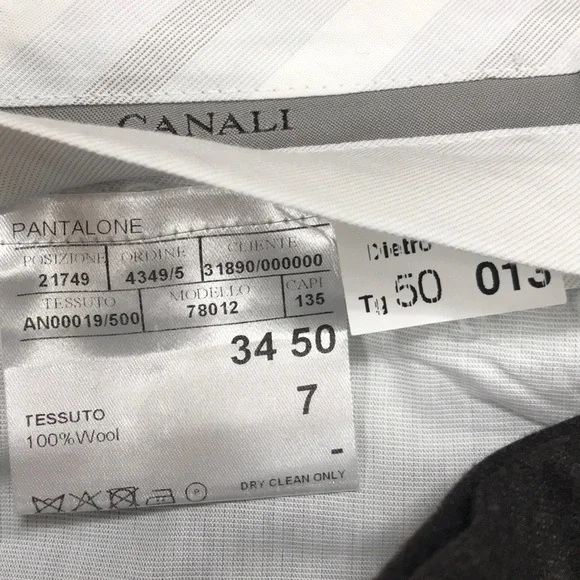 CANALI
PANTALONE
POSIZIONE ORDINE CLIENTE
21749 4349/5 31890/000000
TESSUTO MODELLO CAPI
AN00019/500 78012 135
34 50
7
TESSUTO
100%Wool
-
DRY CLEAN ONLY
Dietro
Tg 50 013